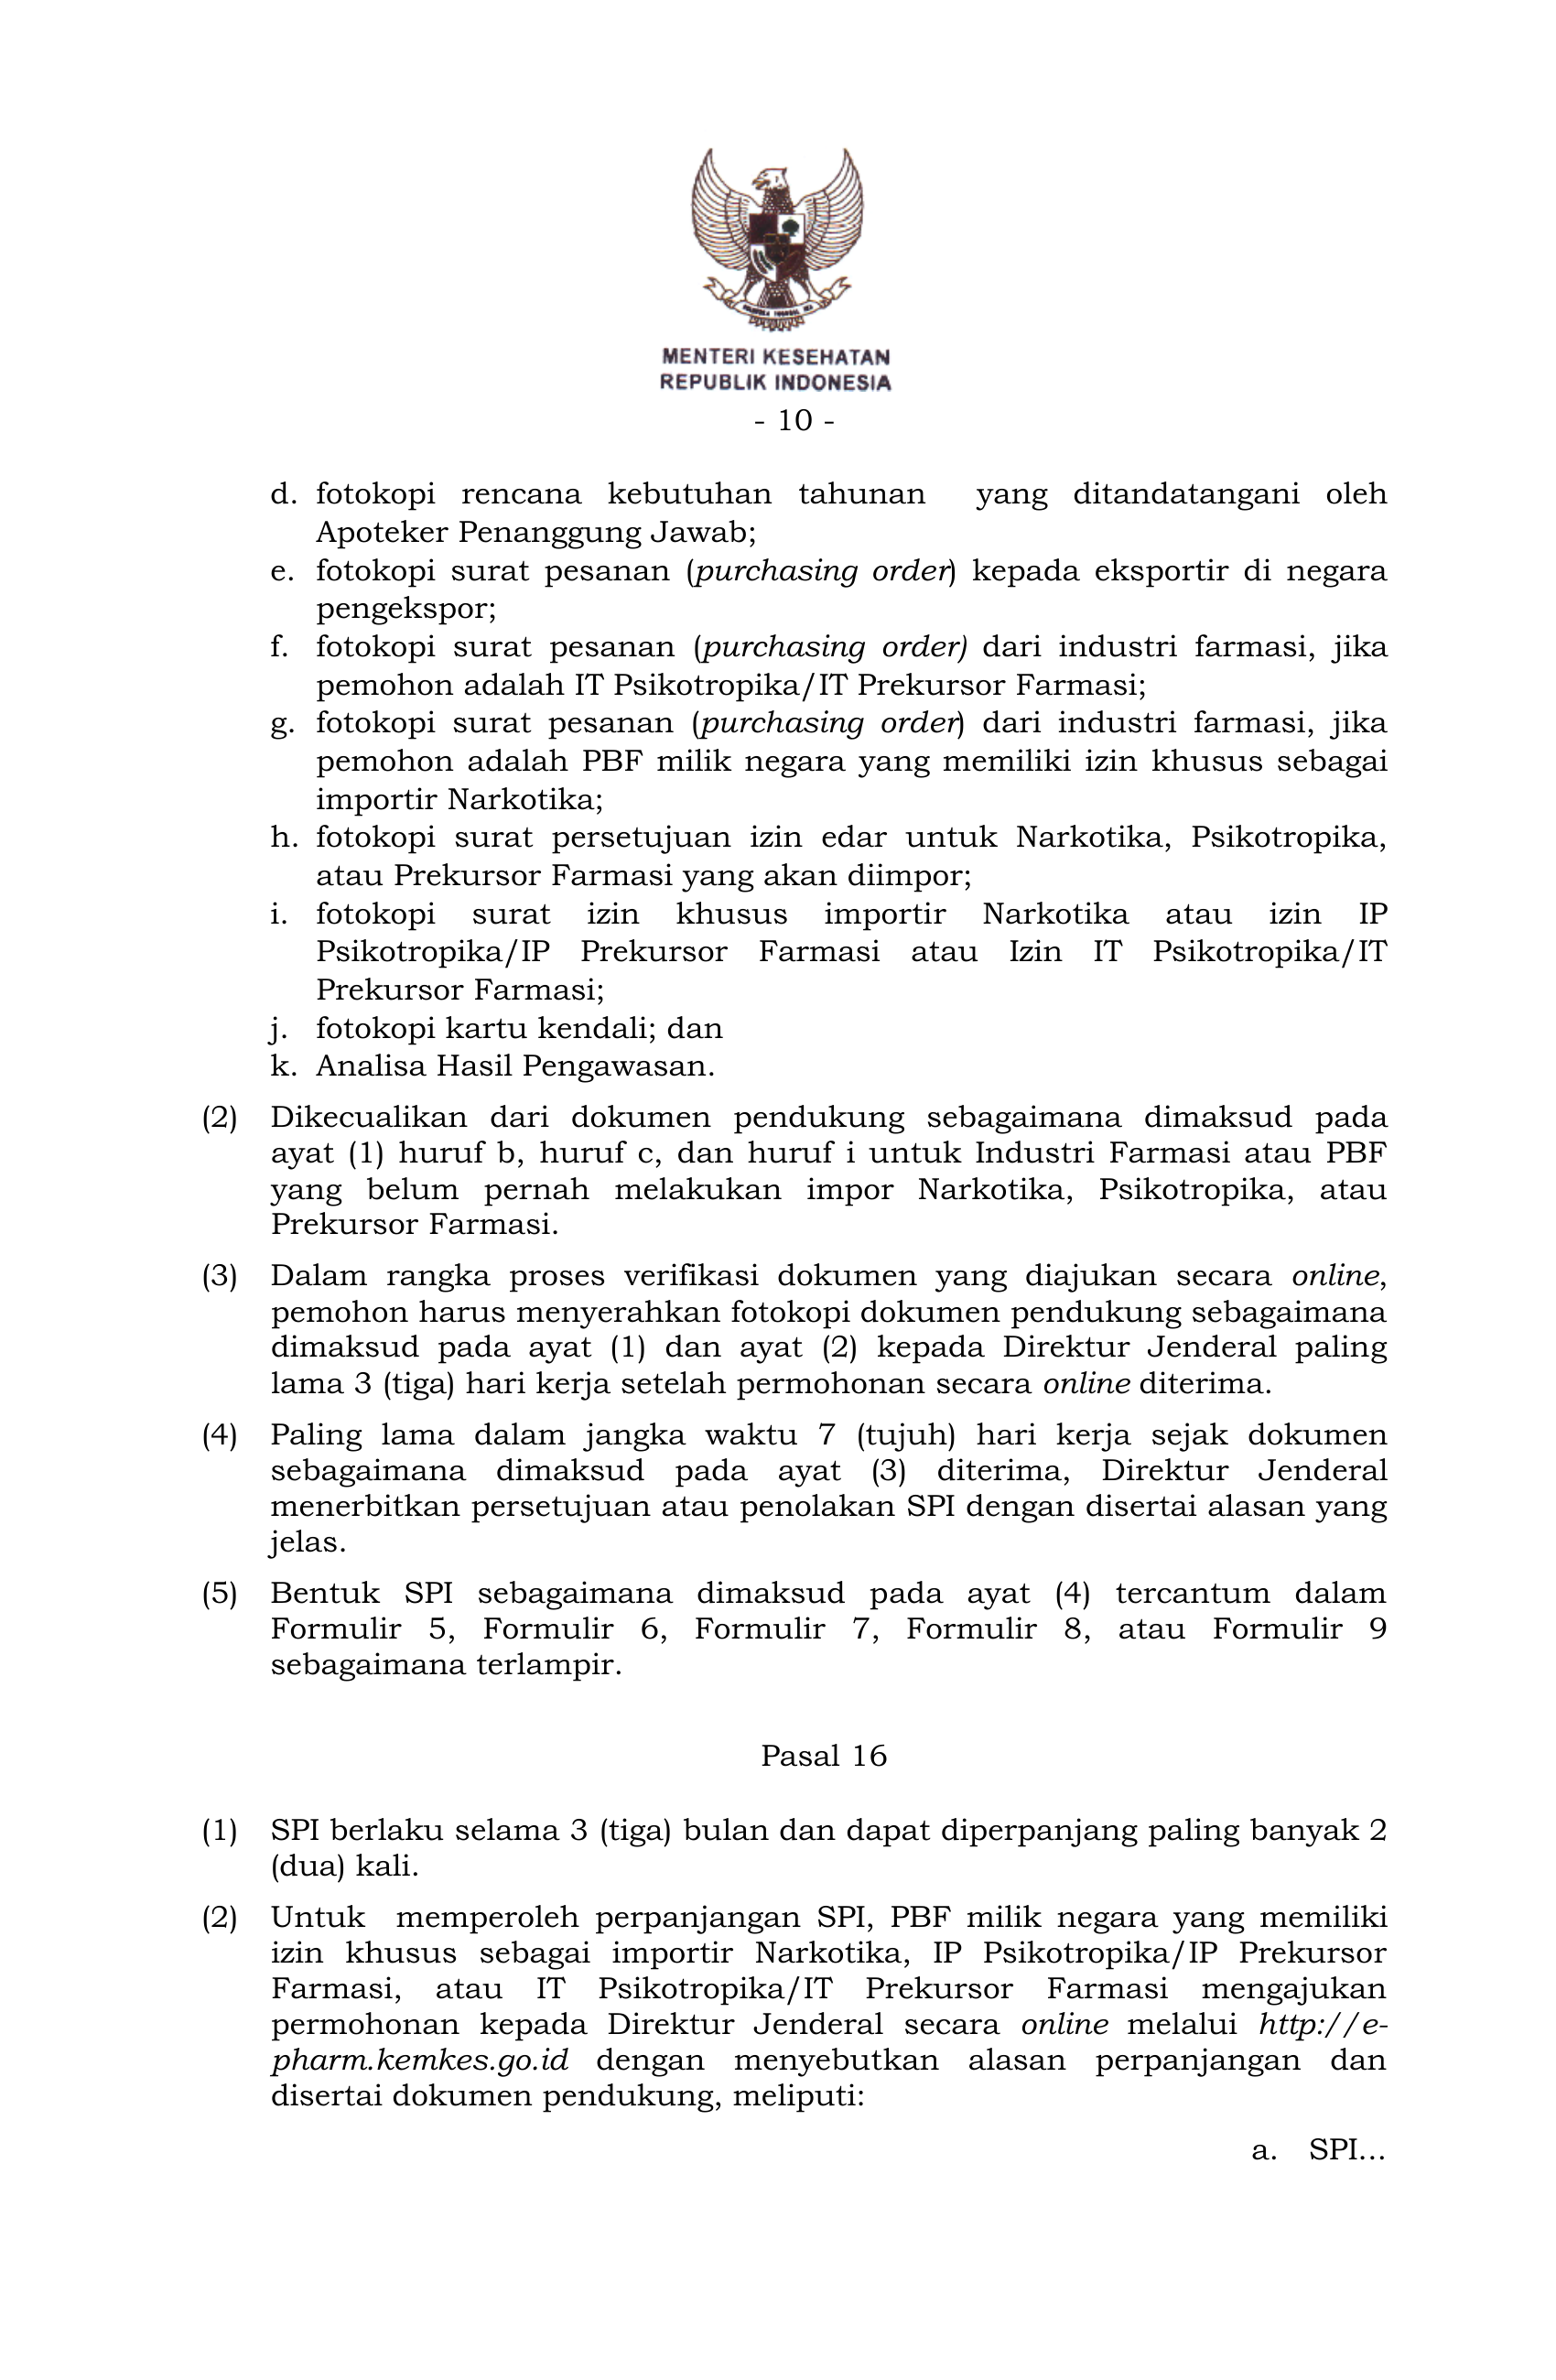 MENTERI KESEHATAN
REPUBLIK INDONESIA
- 10 -
d. fotokopi rencana kebutuhan tahunan yang ditandatangani oleh
Apoteker Penanggung Jawab;
e. fotokopi surat pesanan (purchasing order) kepada eksportir di negara
pengekspor;
f. fotokopi surat pesanan (purchasing order) dari industri farmasi, jika
pemohon adalah IT Psikotropika/IT Prekursor Farmasi;
g. fotokopi surat pesanan (purchasing order) dari industri farmasi, jika
pemohon adalah PBF milik negara yang memiliki izin khusus sebagai
importir Narkotika;
h. fotokopi surat persetujuan izin edar untuk Narkotika, Psikotropika,
atau Prekursor Farmasi yang akan diimpor;
i. fotokopi surat izin khusus importir Narkotika atau izin IP
Psikotropika/IP Prekursor Farmasi atau Izin IT Psikotropika/IT
Prekursor Farmasi;
j. fotokopi kartu kendali; dan
k. Analisa Hasil Pengawasan.
(2) Dikecualikan dari dokumen pendukung sebagaimana dimaksud pada
ayat (1) huruf b, huruf c, dan huruf i untuk Industri Farmasi atau PBF
yang belum pernah melakukan impor Narkotika, Psikotropika, atau
Prekursor Farmasi.
(3) Dalam rangka proses verifikasi dokumen yang diajukan secara online,
pemohon harus menyerahkan fotokopi dokumen pendukung sebagaimana
dimaksud pada ayat (1) dan ayat (2) kepada Direktur Jenderal paling
lama 3 (tiga) hari kerja setelah permohonan secara online diterima.
(4) Paling lama dalam jangka waktu 7 (tujuh) hari kerja sejak dokumen
sebagaimana dimaksud pada ayat (3) diterima, Direktur Jenderal
menerbitkan persetujuan atau penolakan SPI dengan disertai alasan yang
jelas.
(5) Bentuk SPI sebagaimana dimaksud pada ayat (4) tercantum dalam
Formulir 5, Formulir 6, Formulir 7, Formulir 8, atau Formulir 9
sebagaimana terlampir.
Pasal 16
(1) SPI berlaku selama 3 (tiga) bulan dan dapat diperpanjang paling banyak 2
(dua) kali.
(2) Untuk memperoleh perpanjangan SPI, PBF milik negara yang memiliki
izin khusus sebagai importir Narkotika, IP Psikotropika/IP Prekursor
Farmasi, atau IT Psikotropika/IT Prekursor Farmasi mengajukan
permohonan kepada Direktur Jenderal secara online melalui http://e-
pharm.kemkes.go.id dengan menyebutkan alasan perpanjangan dan
disertai dokumen pendukung, meliputi:
a. SPI...